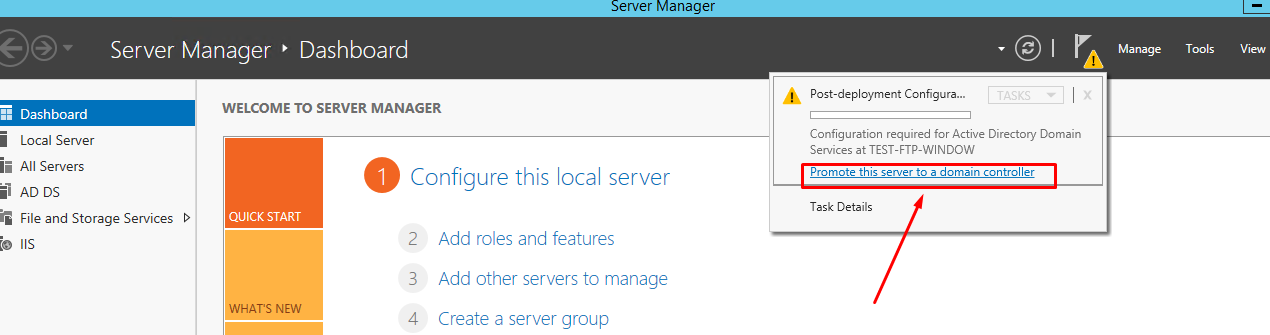 Server Manager
Server Manager ‣ Dashboard
Manage Tools View
Post-deployment Configura... TASKS X
Configuration required for Active Directory Domain
Services at TEST-FTP-WINDOW
Promote this server to a domain controller
Task Details
Dashboard
Local Server
All Servers
AD DS
File and Storage Services
IIS
WELCOME TO SERVER MANAGER
QUICK START
WHAT'S NEW
1 Configure this local server
2 Add roles and features
3 Add other servers to manage
4 Create a server group